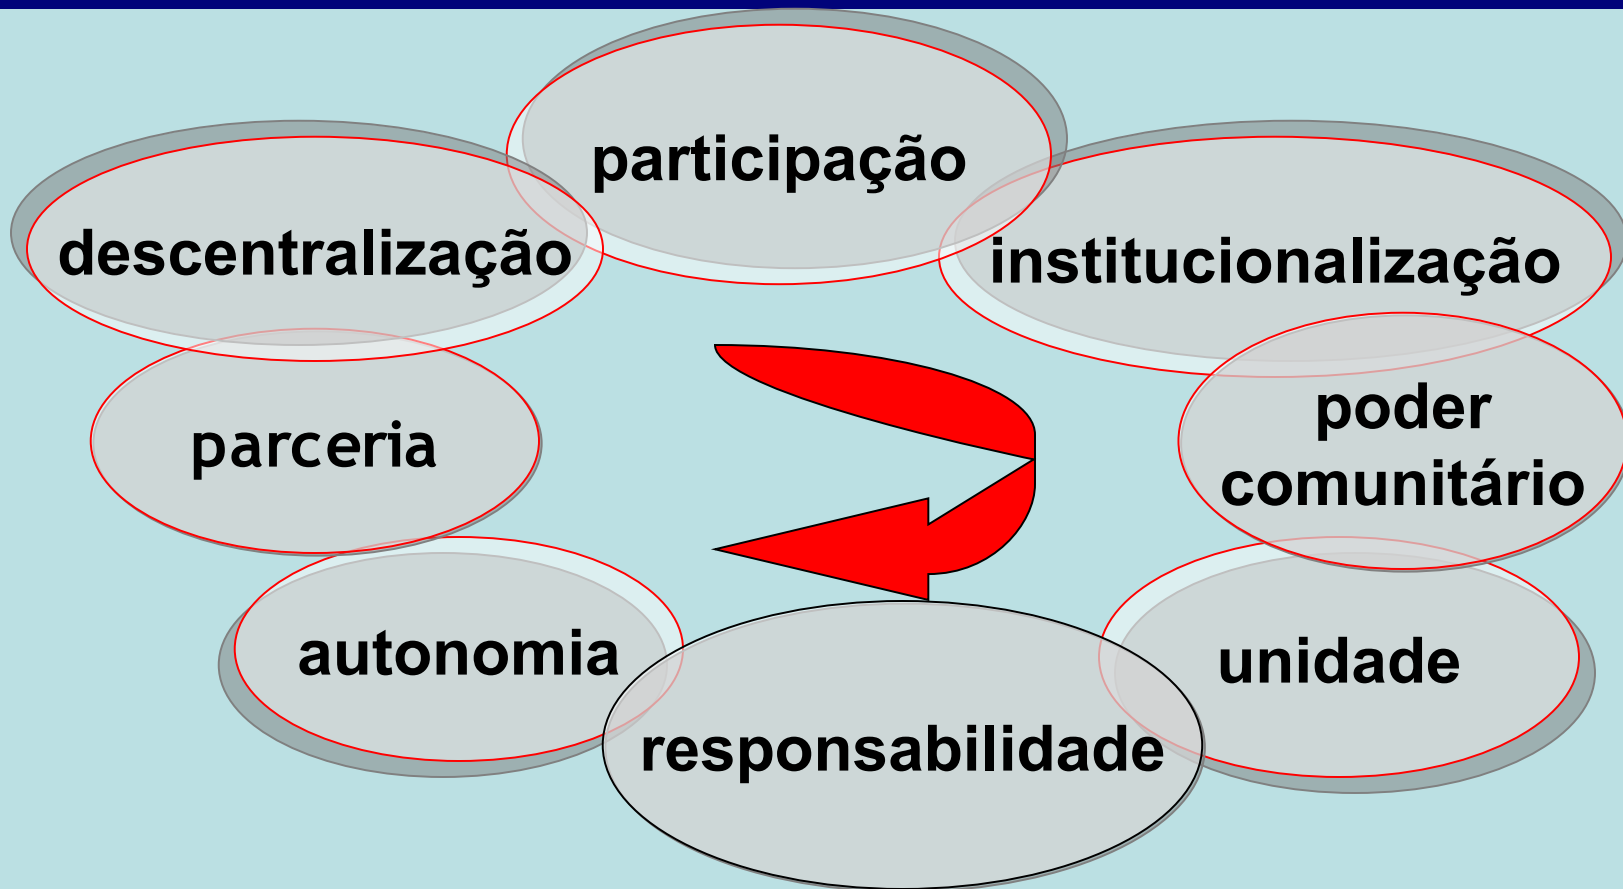 participação
descentralização
institucionalização
parceria
poder
comunitário
autonomia
unidade
responsabilidade